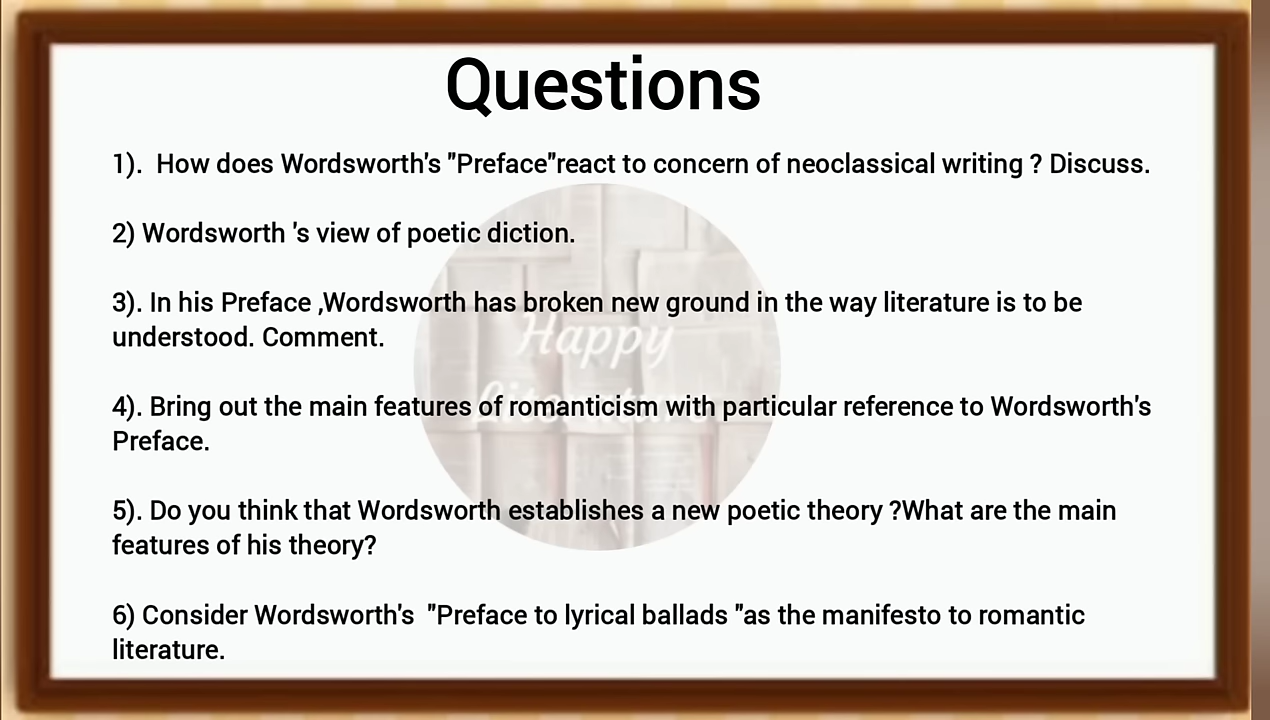 Questions
1).  How does Wordsworth's "Preface"react to concern of neoclassical writing ? Discuss.
2) Wordsworth 's view of poetic diction.
3). In his Preface ,Wordsworth has broken new ground in the way literature is to be
understood. Comment.
Happy
4). Bring out the main features of romanticism with particular reference to Wordsworth's
Literature
Preface.
5). Do you think that Wordsworth establishes a new poetic theory ?What are the main
features of his theory?
6) Consider Wordsworth's  "Preface to lyrical ballads "as the manifesto to romantic
literature.